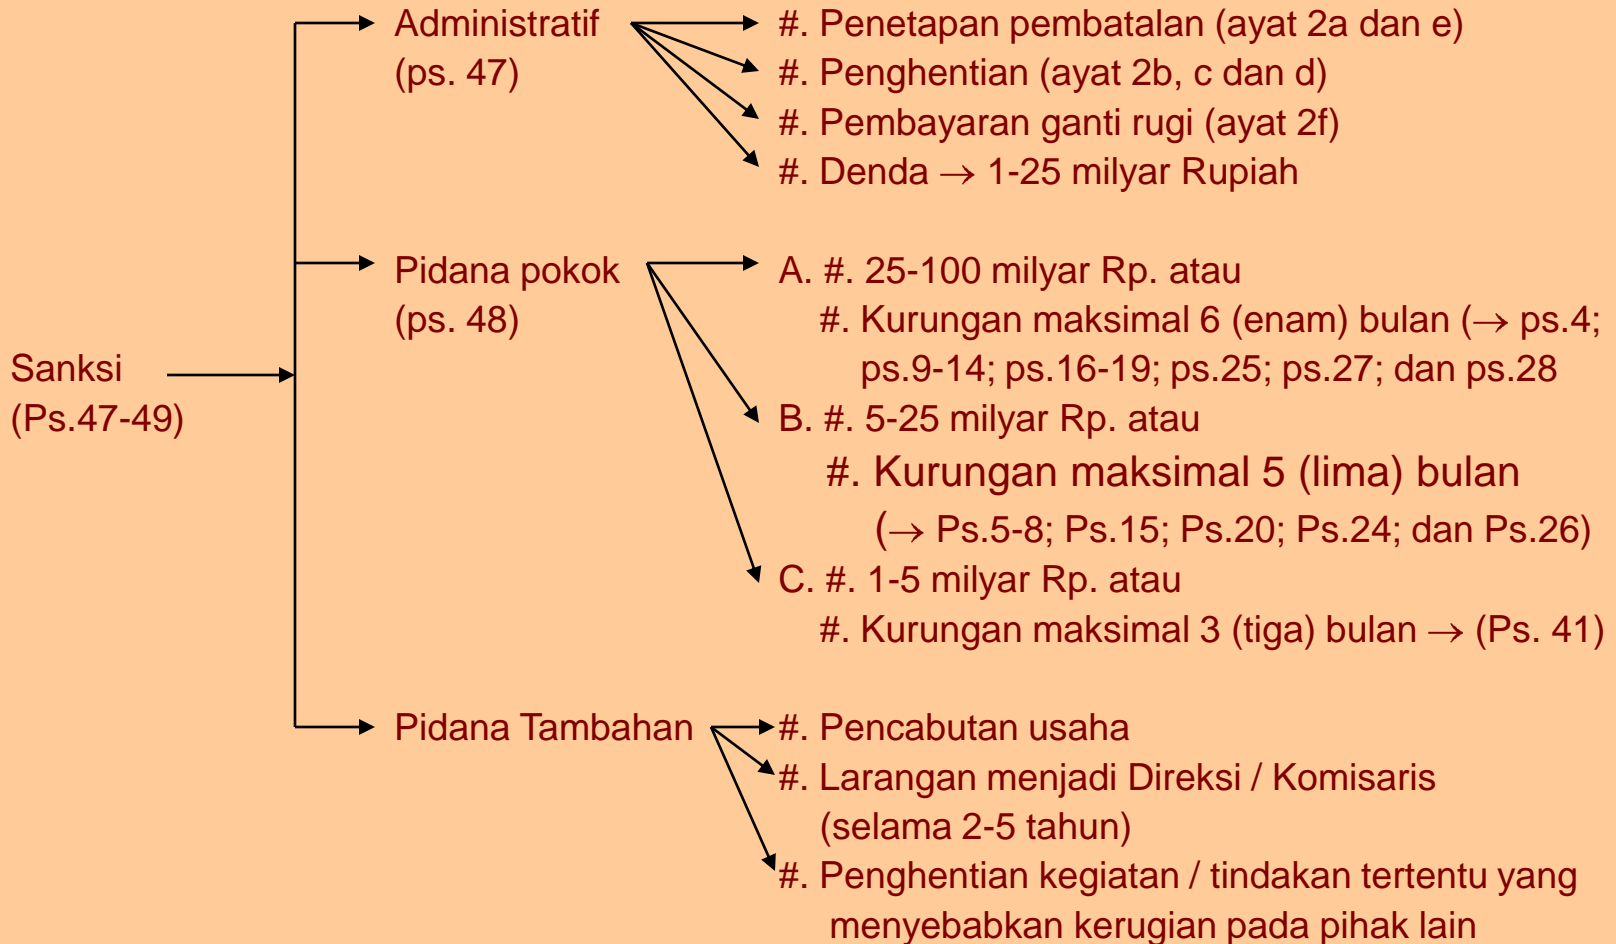 Sanksi
(Ps.47-49)
Administratif
(ps. 47)
#. Penetapan pembatalan (ayat 2a dan e)
#. Penghentian (ayat 2b, c dan d)
#. Pembayaran ganti rugi (ayat 2f)
#. Denda → 1-25 milyar Rupiah
Pidana pokok
(ps. 48)
A. #. 25-100 milyar Rp. atau
#. Kurungan maksimal 6 (enam) bulan (→ ps.4;
ps.9-14; ps.16-19; ps.25; ps.27; dan ps.28
B. #. 5-25 milyar Rp. atau
#. Kurungan maksimal 5 (lima) bulan
(→ Ps.5-8; Ps.15; Ps.20; Ps.24; dan Ps.26)
C. #. 1-5 milyar Rp. atau
#. Kurungan maksimal 3 (tiga) bulan → (Ps. 41)
Pidana Tambahan
#. Pencabutan usaha
#. Larangan menjadi Direksi / Komisaris
(selama 2-5 tahun)
#. Penghentian kegiatan / tindakan tertentu yang
menyebabkan kerugian pada pihak lain